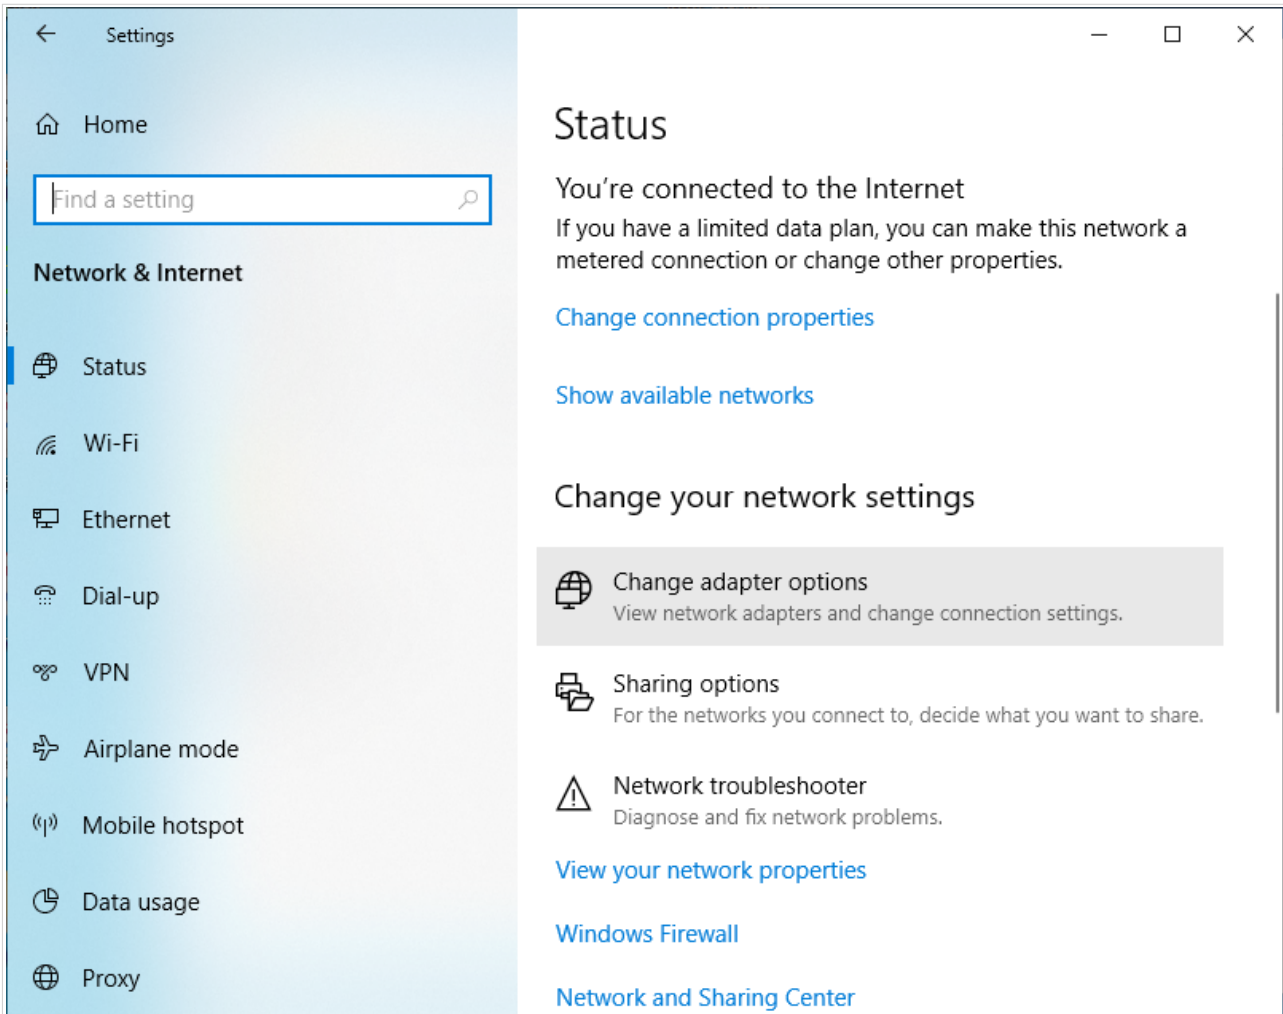 Settings
Home
Find a setting
Network & Internet
Status
Wi-Fi
Ethernet
Dial-up
VPN
Airplane mode
Mobile hotspot
Data usage
Proxy
Status
You're connected to the Internet
If you have a limited data plan, you can make this network a
metered connection or change other properties.
Change connection properties
Show available networks
Change your network settings
Change adapter options
View network adapters and change connection settings.
Sharing options
For the networks you connect to, decide what you want to share.
Network troubleshooter
Diagnose and fix network problems.
View your network properties
Windows Firewall
Network and Sharing Center